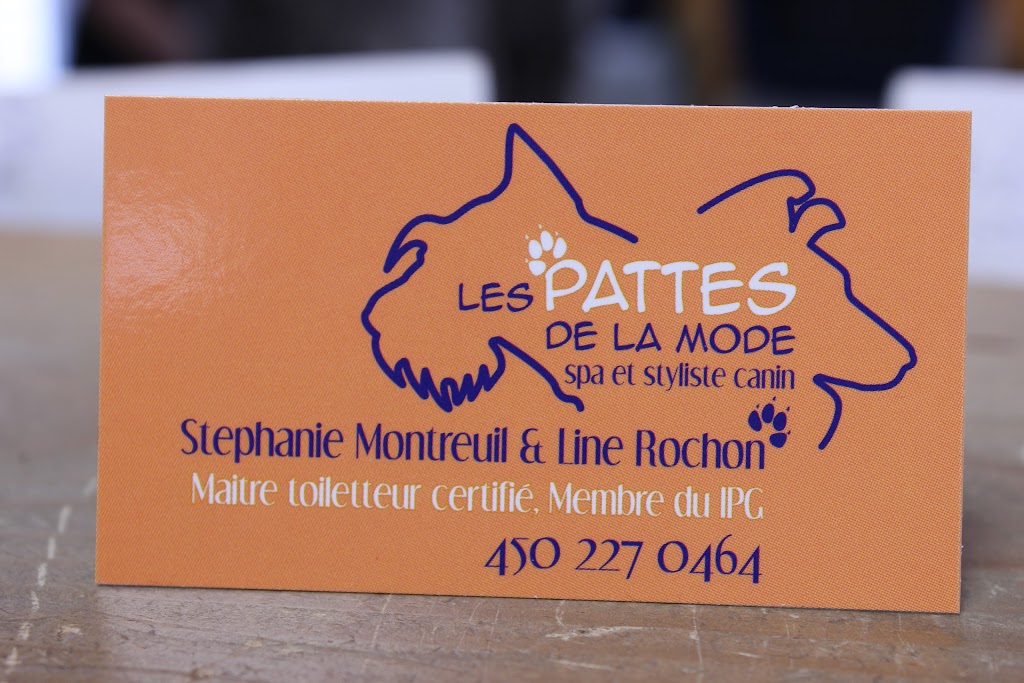 LES PATTES
DE LA MODE
spa et styliste canin
Stephanie Montreuil & Line Rochon
Maitre toiletteur certifié, Membre du IPG
450 227 0464